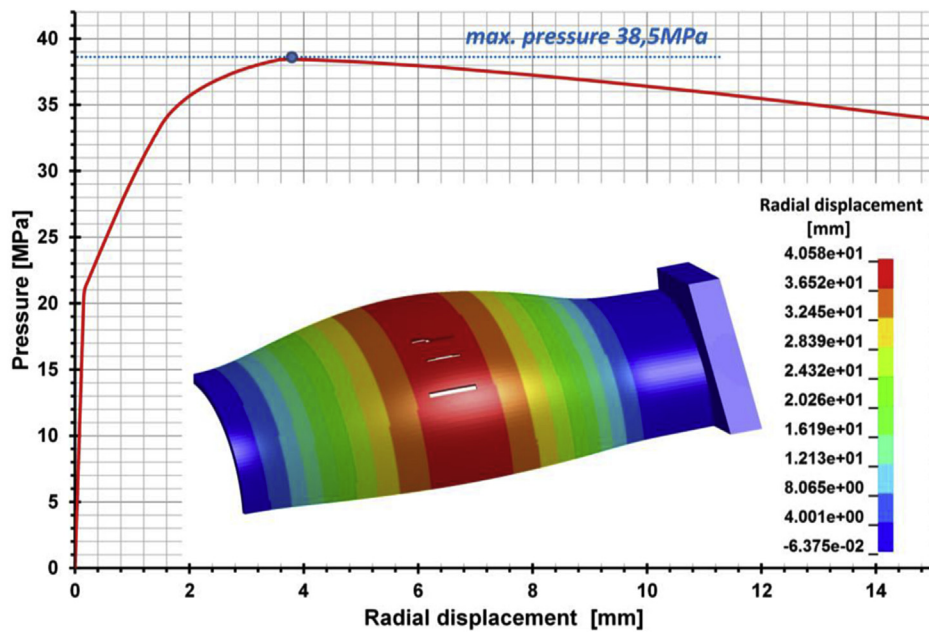 max. pressure 38,5MPa
40
35
30
25
20
15
10
5
0
Pressure [MPa]
Radial displacement
[mm]
4.058e+01
3.652e+01
3.245e+01
2.839e+01
2.432e+01
2.026e+01
1.619e+01
1.213e+01
8.065e+00
4.001e+00
-6.375e-02
0 2 4 6 8 10 12 14
Radial displacement [mm]